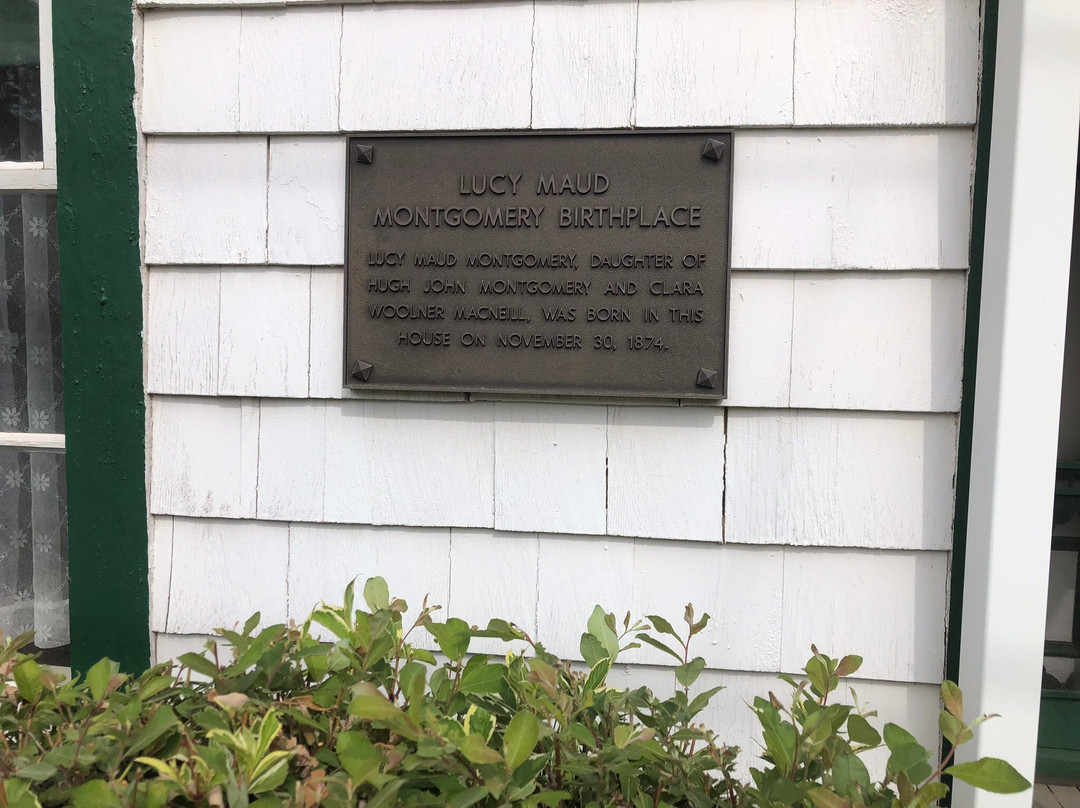 LUCY MAUD
MONTGOMERY BIRTHPLACE
LUCY MAUD MONTGOMERY, DAUGHTER OF
HUGH JOHN MONTGOMERY AND CLARA
WOOLNER MACNEILL, WAS BORN IN THIS
HOUSE ON NOVEMBER 30, 1874.